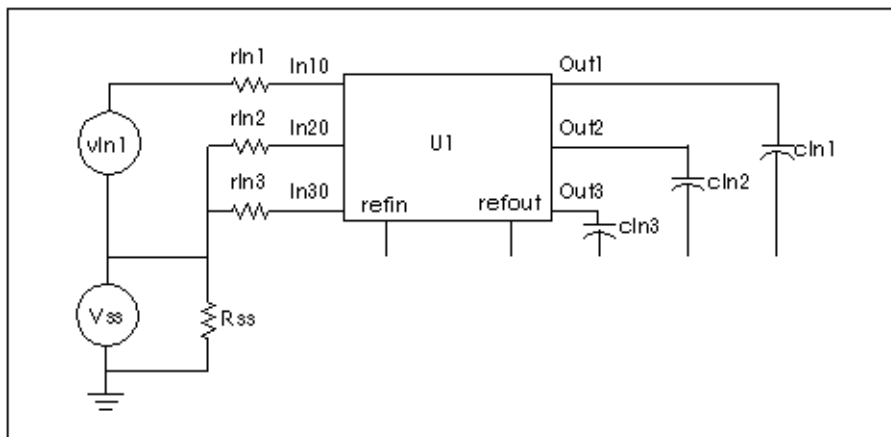 rIn1
In10
Out1
vIn1
rIn2
In20
U1
Out2
cIn1
rIn3
In30
refin
refout
Out3
cIn2
cIn3
Vss
Rss